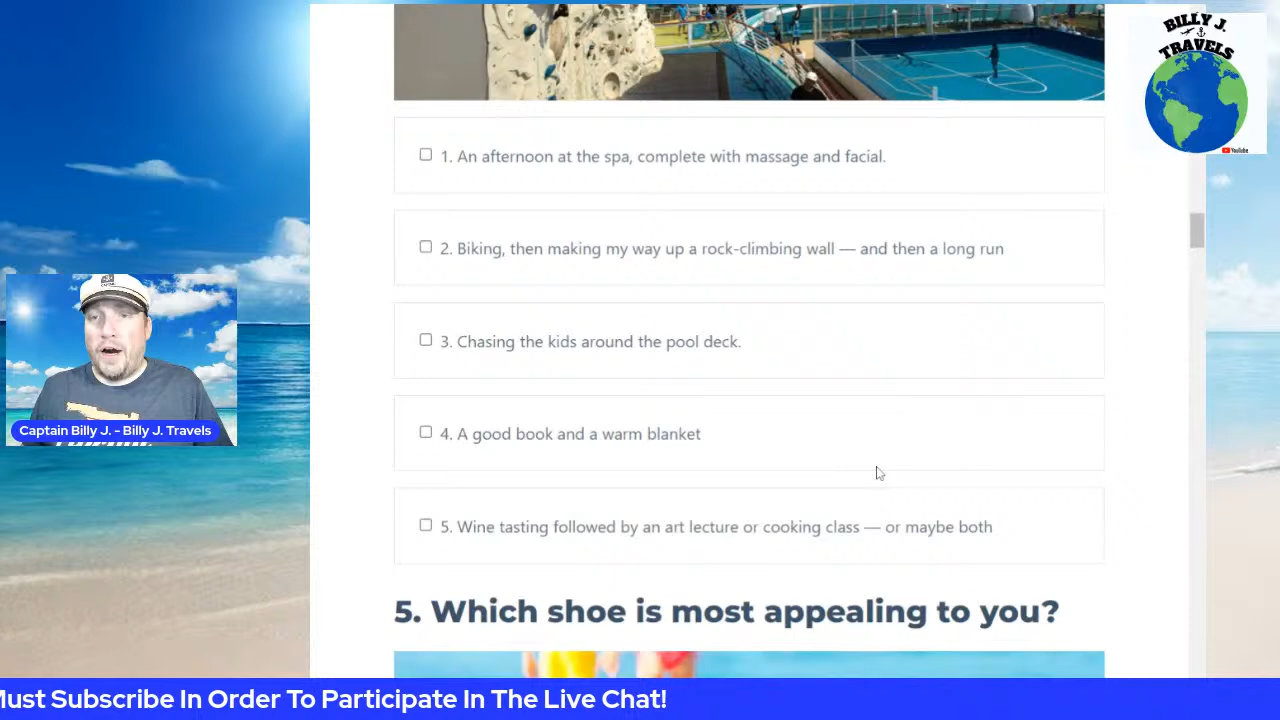 BILLY J.
TRAVELS
YouTube
1. An afternoon at the spa, complete with massage and facial.
2. Biking, then making my way up a rock-climbing wall — and then a long run
3. Chasing the kids around the pool deck.
4. A good book and a warm blanket
Captain Billy J. - Billy J. Travels
5. Wine tasting followed by an art lecture or cooking class — or maybe both
5. Which shoe is most appealing to you?
Must Subscribe In Order To Participate In The Live Chat!